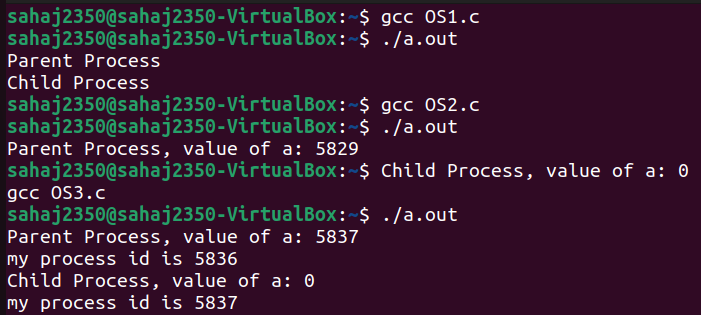 sahaj2350@sahaj2350-VirtualBox:~$ gcc OS1.c
sahaj2350@sahaj2350-VirtualBox:~$ ./a.out
Parent Process
Child Process
sahaj2350@sahaj2350-VirtualBox:~$ gcc OS2.c
sahaj2350@sahaj2350-VirtualBox:~$ ./a.out
Parent Process, value of a: 5829
sahaj2350@sahaj2350-VirtualBox:~$ Child Process, value of a: 0
gcc OS3.c
sahaj2350@sahaj2350-VirtualBox:~$ ./a.out
Parent Process, value of a: 5837
my process id is 5836
Child Process, value of a: 0
my process id is 5837